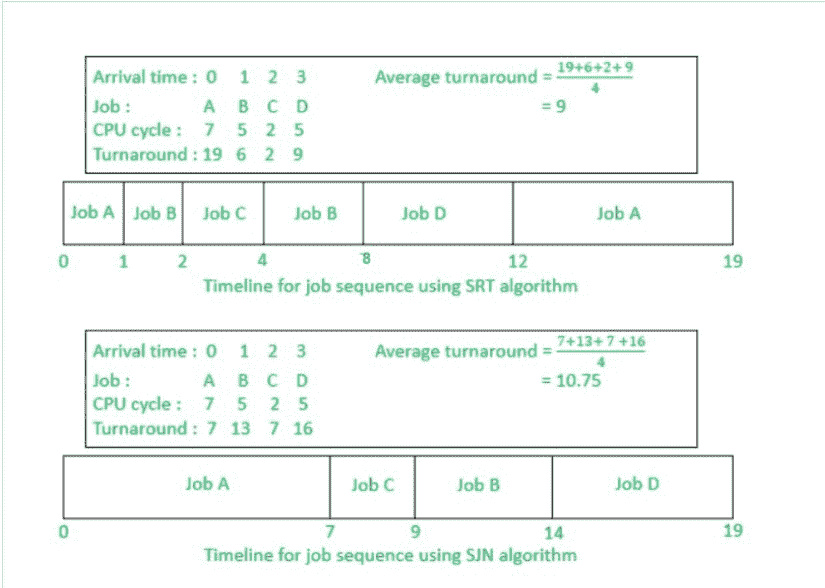 Arrival time : 0 1 2 3 Average turnaround = 19+6+2+ 9 / 4
Job : A B C D = 9
CPU cycle : 7 5 2 5
Turnaround : 19 6 2 9
Job A Job B Job C Job B Job D Job A
0 1 2 4 8 12 19
Timeline for job sequence using SRT algorithm
Arrival time : 0 1 2 3 Average turnaround = 7+13+ 7 +16 / 4
Job : A B C D = 10.75
CPU cycle : 7 5 2 5
Turnaround : 7 13 7 16
Job A Job C Job B Job D
0 7 9 14 19
Timeline for job sequence using SJN algorithm